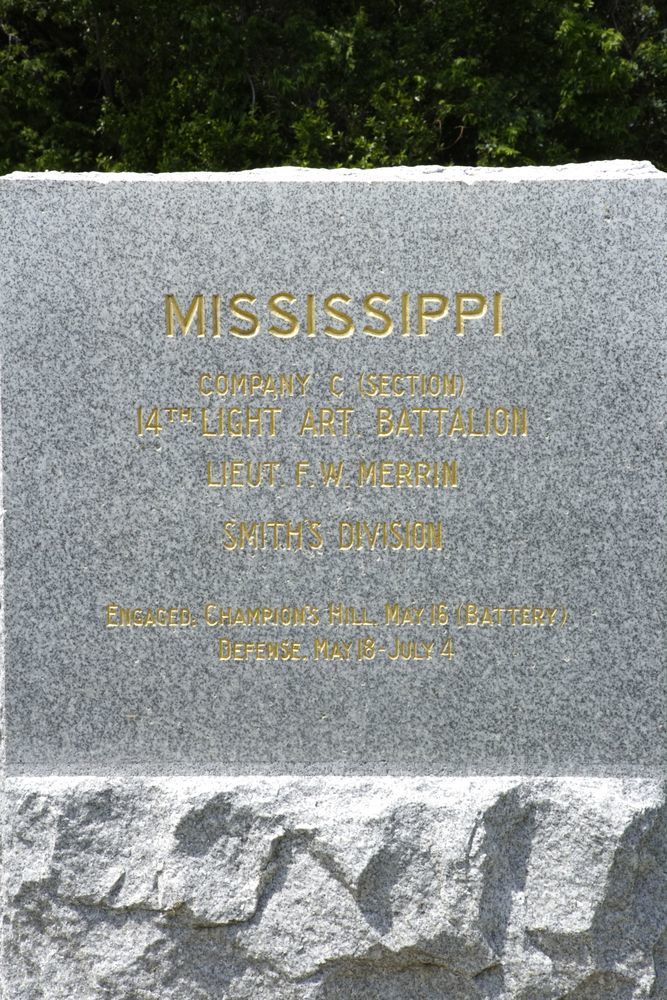 MISSISSIPPI
COMPANY C (SECTION)
14TH LIGHT ART. BATTALION
LIEUT. F. W. MERRIN
SMITH'S DIVISION
ENGAGED; CHAMPION'S HILL, MAY 16 (BATTERY)
DEFENSE, MAY 18-JULY 4